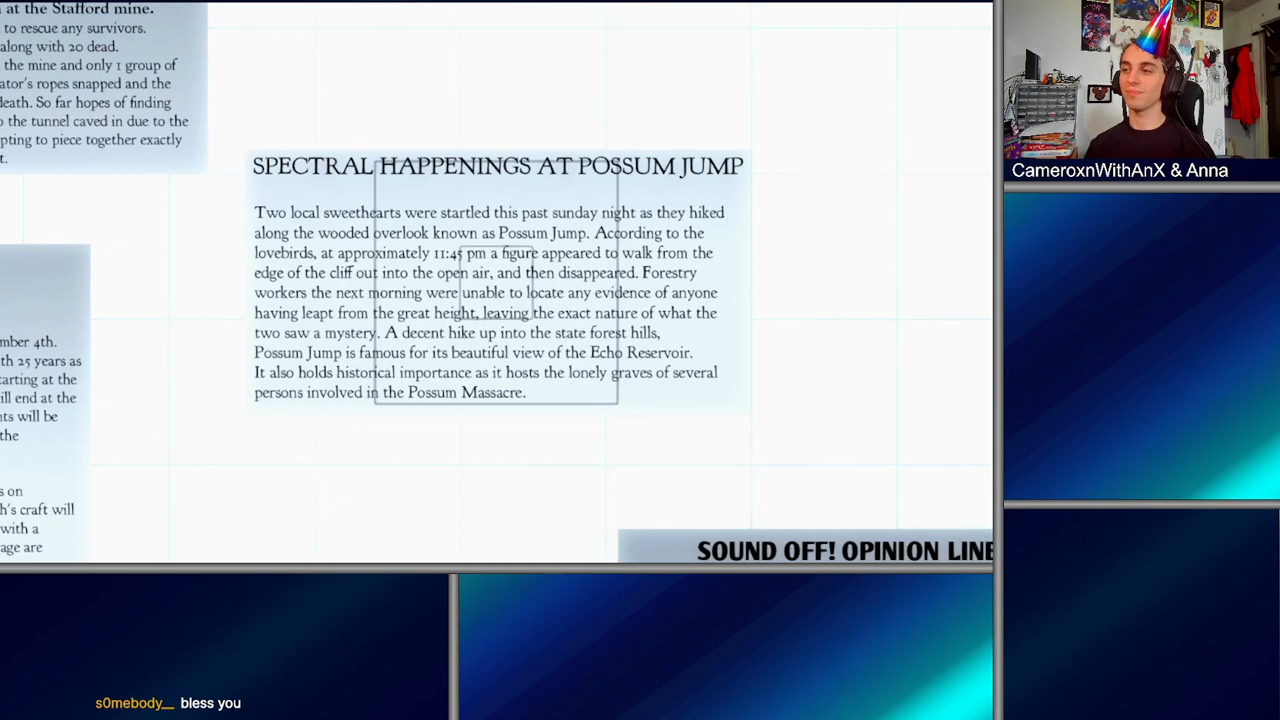 at the Stafford mine.
to rescue any survivors.
along with 20 dead.
the mine and only 1 group of
ator's ropes snapped and the
death. So far hopes of finding
o the tunnel caved in due to the
pting to piece together exactly
t.
SPECTRAL HAPPENINGS AT POSSUM JUMP
Two local sweethearts were startled this past sunday night as they hiked
along the wooded overlook known as Possum Jump. According to the
lovebirds, at approximately 11:45 pm a figure appeared to walk from the
edge of the cliff out into the open air, and then disappeared. Forestry
workers the next morning were unable to locate any evidence of anyone
having leapt from the great height, leaving the exact nature of what the
two saw a mystery. A decent hike up into the state forest hills,
Possum Jump is famous for its beautiful view of the Echo Reservoir.
It also holds historical importance as it hosts the lonely graves of several
persons involved in the Possum Massacre.
mber 4th.
th 25 years as
tarting at the
ill end at the
nts will be
the
s on
h's craft will
with a
age are
SOUND OFF! OPINION LINE
CameroxnWithAnX & Anna
s0mebody__ bless you